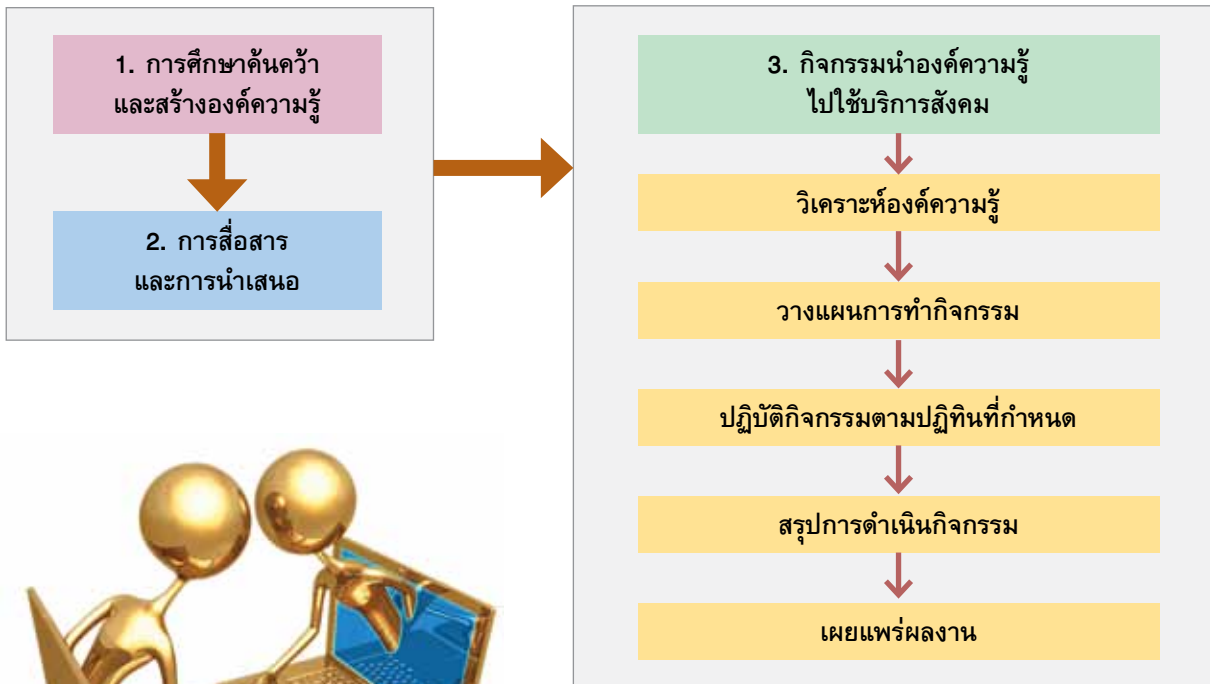 1. การศึกษาค้นคว้า
และสร้างองค์ความรู้
2. การสื่อสาร
และการนำเสนอ
3. กิจกรรมนำองค์ความรู้
ไปใช้บริการสังคม
วิเคราะห์องค์ความรู้
วางแผนการทำกิจกรรม
ปฏิบัติกิจกรรมตามปฏิทินที่กำหนด
สรุปการดำเนินกิจกรรม
เผยแพร่ผลงาน